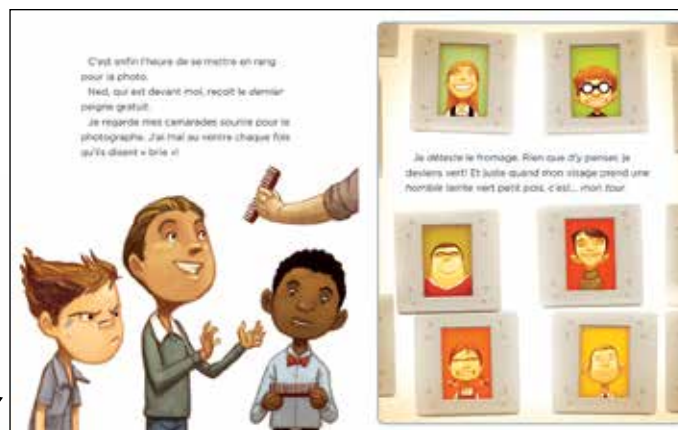 C'est enfin l'heure de se mettre en rang
pour la photo.
Ned, qui est devant moi, reçoit le dernier
peigne gratuit.
Je regarde mes camarades sourire pour le
photographe. J'ai mal au ventre chaque fois
qu'ils disent « brie »!
Je déteste le fromage. Rien que d'y penser, je
deviens vert! Et juste quand mon visage prend une
horrible teinte vert petit pois, c'est... mon tour.